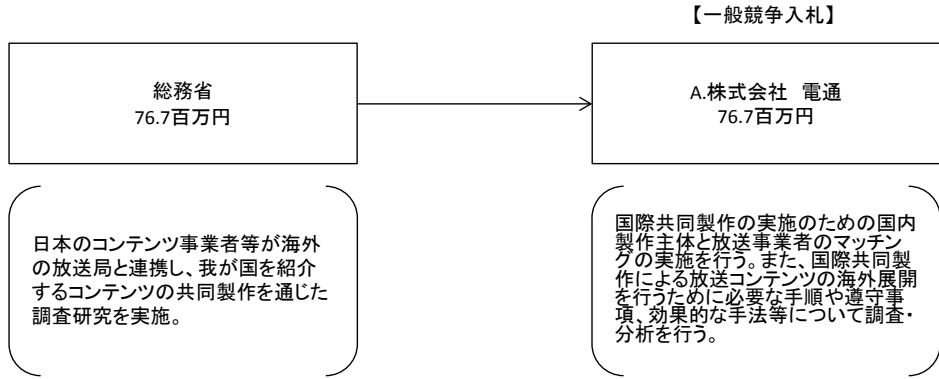 【一般競争入札】
総務省
76.7百万円
A.株式会社　電通
76.7百万円
日本のコンテンツ事業者等が海外
の放送局と連携し、我が国を紹介
するコンテンツの共同製作を通じた
調査研究を実施。
国際共同製作の実施のための国内
製作主体と放送事業者のマッチン
グの実施を行う。また、国際共同製
作による放送コンテンツの海外展開
を行うために必要な手順や遵守事
項、効果的な手法等について調査・
分析を行う。